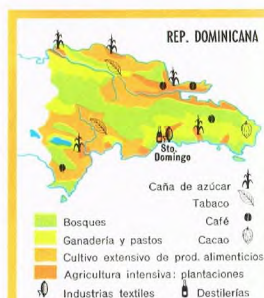 REP. DOMINICANA
Sto.
Domingo
Caña de azúcar
Tabaco
Bosques
Café
Ganadería y pastos
Cacao
Cultivo extensivo de prod. alimenticios
Agricultura intensiva: plantaciones
Industrias textiles
Destilerías